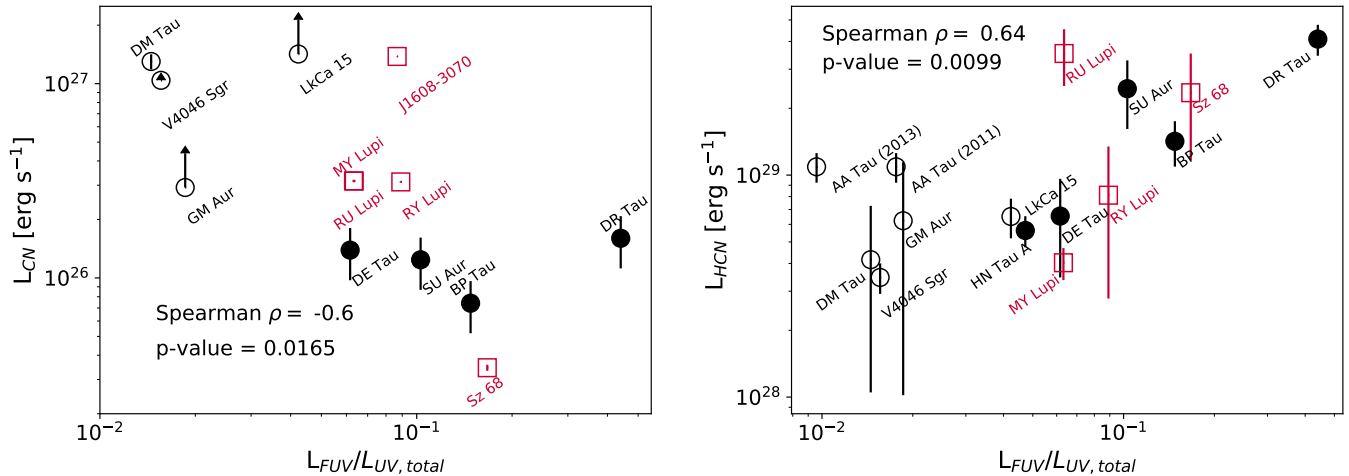 DM Tau
V4046 Sgr
LkCa 15
J1608-3070
GM Aur
MY Lupi
RU Lupi
RY Lupi
DE Tau
SU Aur
BP Tau
DR Tau
Sz 68
Spearman ρ = -0.6
p-value = 0.0165
10^27
10^26
L_CN [erg s^−1]
10^−2
10^−1
L_FUV/L_UV,total
Spearman ρ = 0.64
p-value = 0.0099
RU Lupi
SU Aur
Sz 68
DR Tau
BP Tau
AA Tau (2013)
AA Tau (2011)
LkCa 15
GM Aur
DE Tau
RY Lupi
HN Tau A
DM Tau
V4046 Sgr
MY Lupi
10^29
10^28
L_HCN [erg s^−1]
10^−2
10^−1
L_FUV/L_UV,total